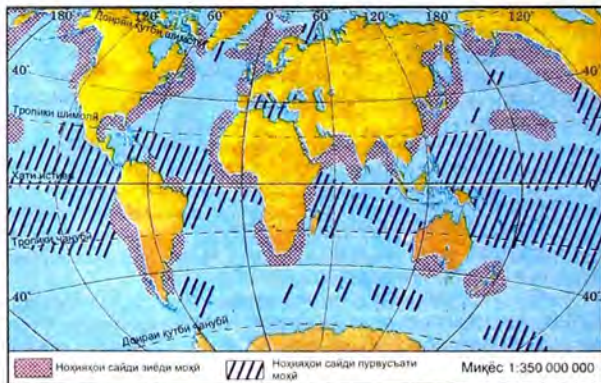 180° 120° 60° 0 60° 120° 180° 120°
Доираи қутби шимолӣ
40° 40°
Тропики шимолӣ
Хати истиво
Тропики ҷанубӣ
40° 40°
Доираи қутби ҷанубӣ
Ноҳияҳои сайди зиёди моҳӣ
Ноҳияҳои сайди пурвусъати
моҳӣ
Миқёс 1:350 000 000